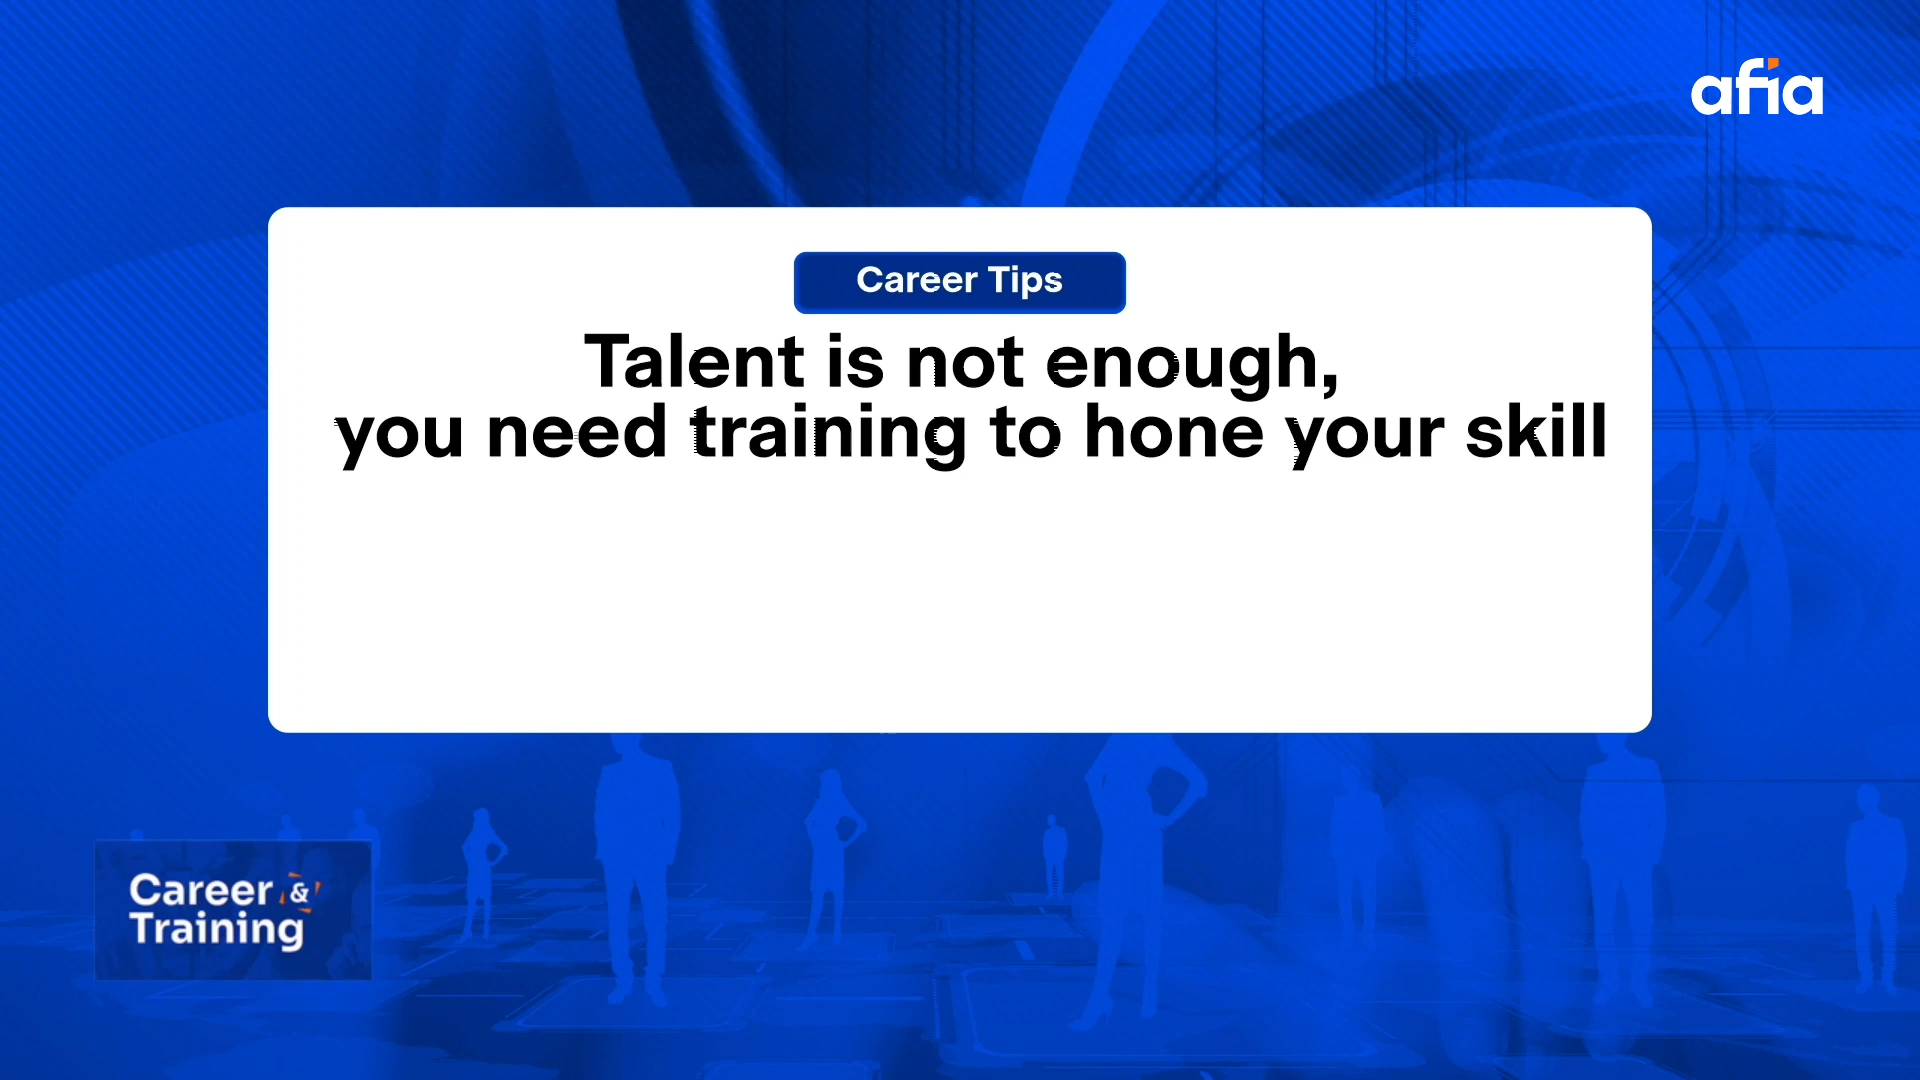 afia
Career Tips
Talent is not enough,
you need training to hone your skill
Career &
Training